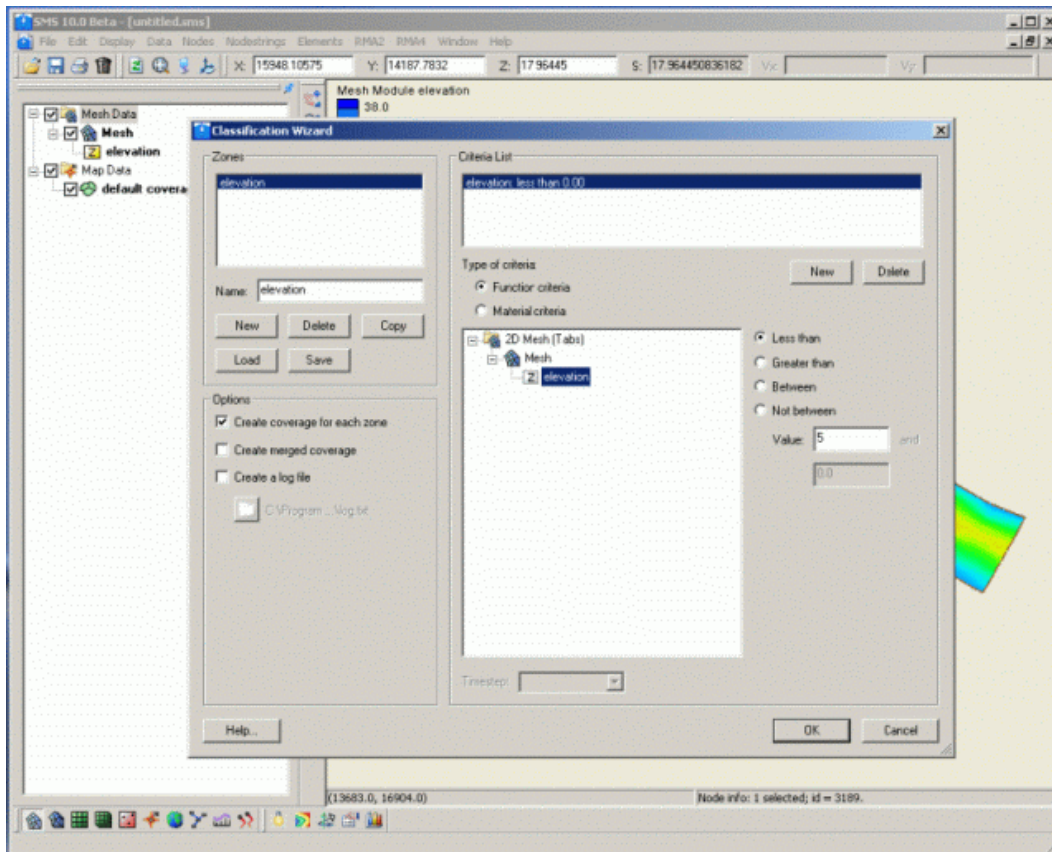 SMS 10.0 Beta - [untitled.sms]
File Edit Display Data Nodes Nodestrings Elements RMA2 RMA4 Window Help
X: 15948.10575 Y: 14187.7832 Z: 17.96445 S: 17.964450836182 Vx: Vy:
Mesh Module elevation
38.0
Mesh Data
Mesh
Z elevation
Map Data
default covera
Classification Wizard
Zones
elevation
Name: elevation
New Delete Copy
Load Save
Options
Create coverage for each zone
Create merged coverage
Create a log file
C:\Program ...\log.txt
Criteria List
elevation: less than 0.00
Type of criteria
New Delete
Function criteria
Material criteria
2D Mesh (Tabs)
Mesh
Z elevation
Less than
Greater than
Between
Not between
Value: 5 and
0.0
Timestep:
Help... OK Cancel
(13683.0, 16904.0) Node info: 1 selected; id = 3189.